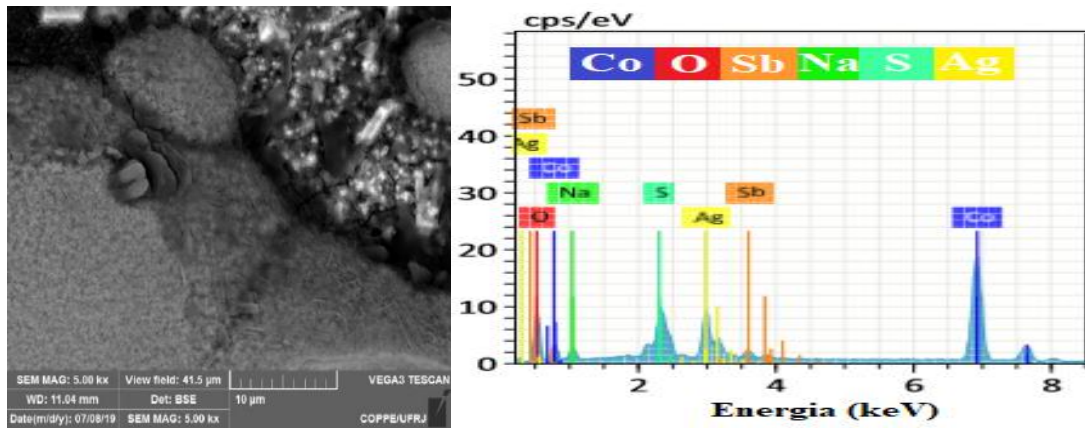 SEM MAG: 5.00 kx View field: 41.5 µm VEGA3 TESCAN
WD: 11.04 mm Det: BSE 10 µm
Date(m/d/y): 07/08/19 SEM MAG: 5.00 kx COPPE/UFRJ
cps/eV
Co O Sb Na S Ag
50
40
30
20
10
0
Sb
Ag
Co
Na S Sb
O Ag Co
2 4 6 8
Energia (keV)